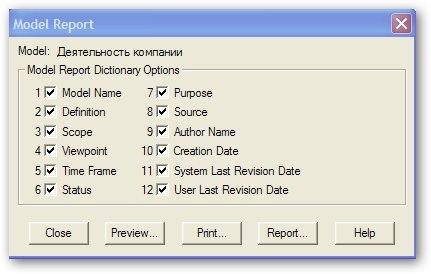 Model Report
Model: Деятельность компании
Model Report Dictionary Options
1 Model Name 7 Purpose
2 Definition 8 Source
3 Scope 9 Author Name
4 Viewpoint 10 Creation Date
5 Time Frame 11 System Last Revision Date
6 Status 12 User Last Revision Date
Close Preview... Print... Report... Help